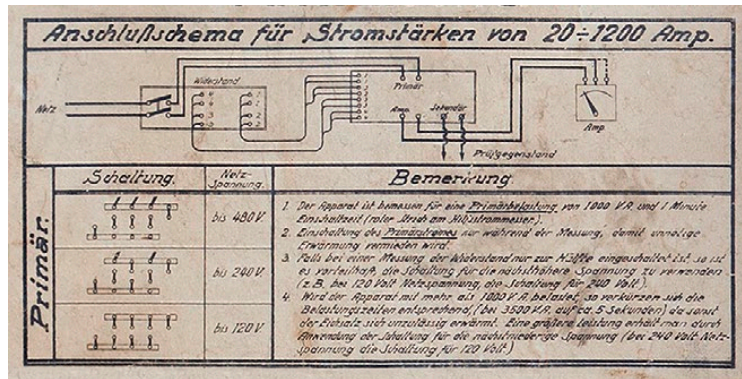 Anschlußschema für Stromstärken von 20÷1200 Amp.
Widerstand
Primär
Netz
Amp. Sekundär
Amp.
Prüfgegenstand
Primär.
Schaltung.
Netz-
Spannung.
Bemerkung.
bis 480 V.
bis 240 V.
bis 120 V.
1. Der Apparat ist bemessen für eine Primärbelastung von 1000 V.A. und 1 Minute
Einschaltzeit (roter Strich am Hilfsstrommesser).
2. Einschaltung des Primärstromes nur während der Messung, damit unnötige
Erwärmung vermieden wird.
3. Falls bei einer Messung der Widerstand nur zur Hälfte eingeschaltet ist, so ist
es vorteilhaft, die Schaltung für die nächsthöhere Spannung zu verwenden
(z.B. bei 120 Volt Netzspannung, die Schaltung für 240 Volt).
4. Wird der Apparat mit mehr als 1000 V.A. belastet, so verkürzen sich die
Belastungszeiten entsprechend, (bei 3500 V.A. auf ca. 5 Sekunden) da sonst
der Einsatz sich unzulässig erwärmt. Eine größere Leistung erhält man durch
Anwendung der Schaltung für die nächstniedrige Spannung (bei 240 Volt Netz-
spannung die Schaltung für 120 Volt)